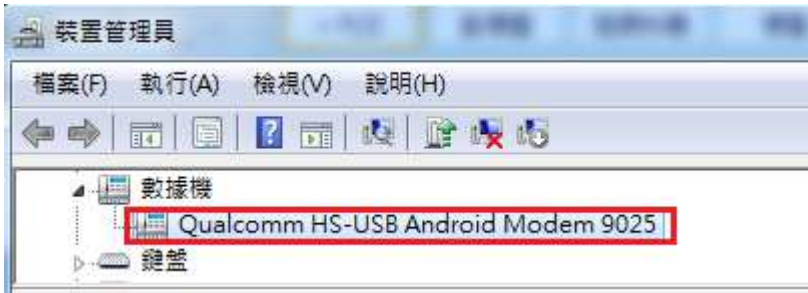 裝置管理員
檔案(F) 執行(A) 檢視(V) 說明(H)
數據機
Qualcomm HS-USB Android Modem 9025
鍵盤